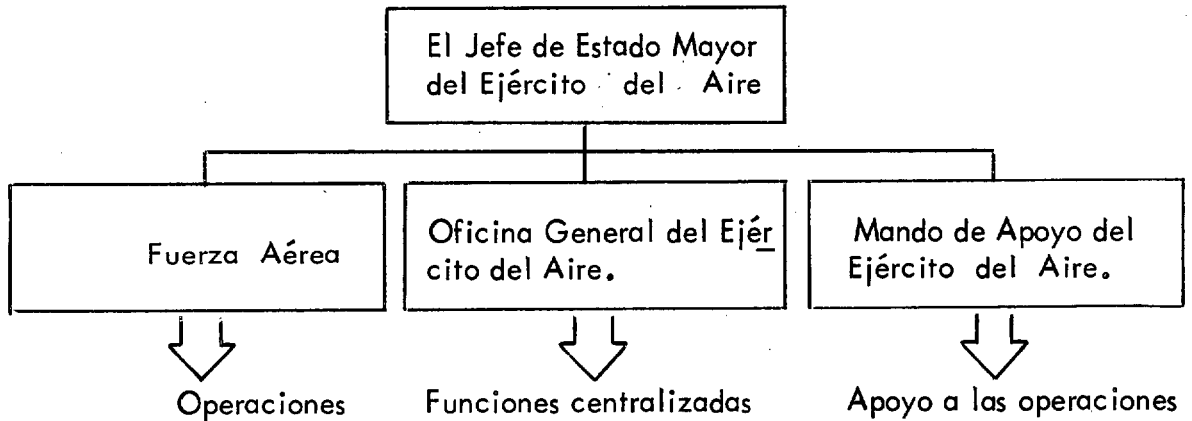 El Jefe de Estado Mayor
del Ejército del Aire
Fuerza Aérea
Oficina General del Ejér
cito del Aire.
Mando de Apoyo del
Ejército del Aire.
Operaciones
Funciones centralizadas
Apoyo a las operaciones